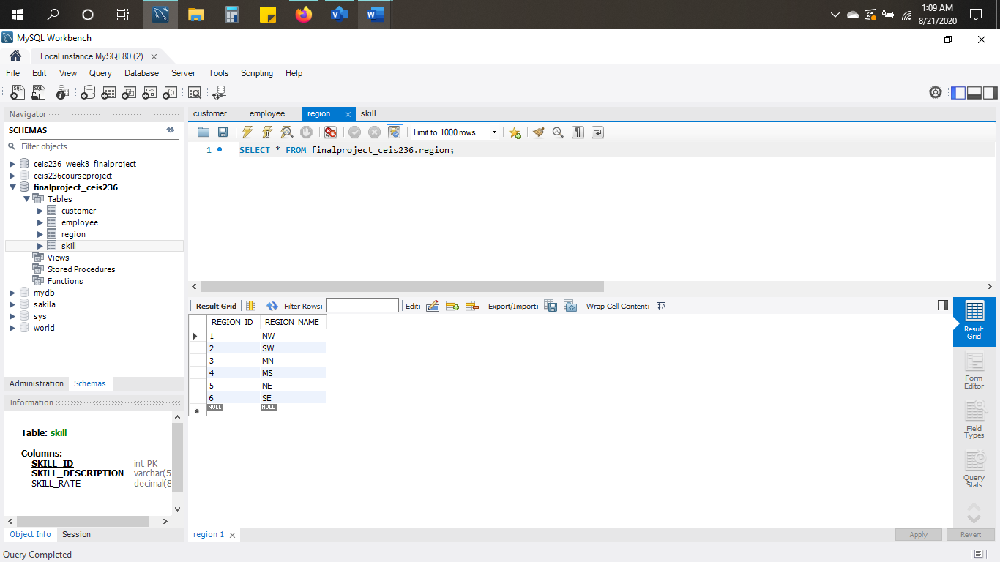 1:09 AM
8/21/2020
MySQL Workbench
Local instance MySQL80 (2)
File Edit View Query Database Server Tools Scripting Help
Navigator
SCHEMAS
Filter objects
ceis236_week8_finalproject
ceis236courseproject
finalproject_ceis236
Tables
customer
employee
region
skill
Views
Stored Procedures
Functions
mydb
sakila
sys
world
Administration Schemas
Information
Table: skill
Columns:
SKILL_ID int PK
SKILL_DESCRIPTION varchar(5
SKILL_RATE decimal(8
Object Info Session
customer employee region skill
Limit to 1000 rows
1 SELECT * FROM finalproject_ceis236.region;
Result Grid Filter Rows: Edit: Export/Import: Wrap Cell Content:
REGION_ID REGION_NAME
1 NW
2 SW
3 MN
4 MS
5 NE
6 SE
NULL NULL
Result
Grid
Form
Editor
Field
Types
Query
Stats
region 1
Apply Revert
Query Completed